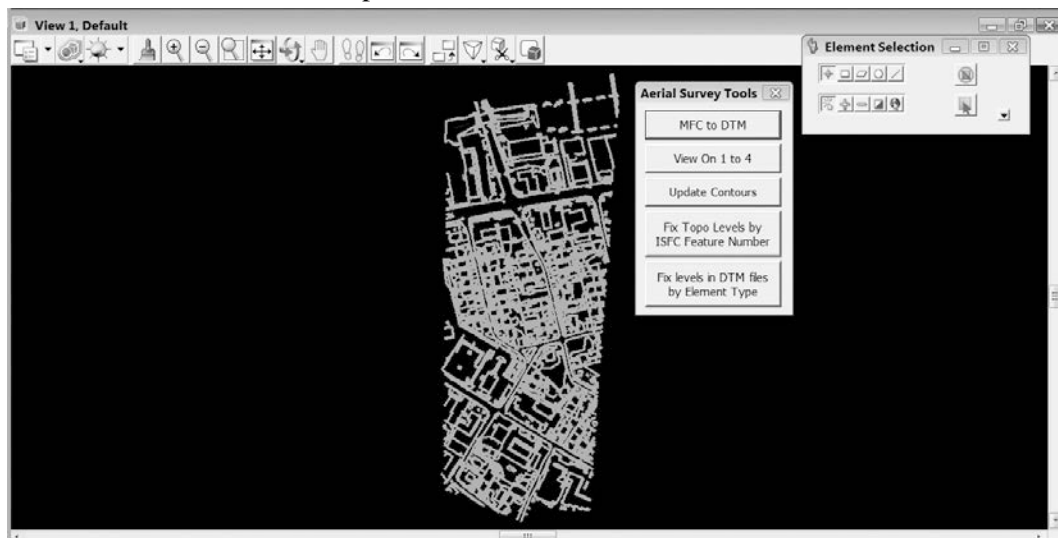 View 1, Default
Element Selection
Aerial Survey Tools
MFC to DTM
View On 1 to 4
Update Contours
Fix Topo Levels by
ISFC Feature Number
Fix levels in DTM files
by Element Type